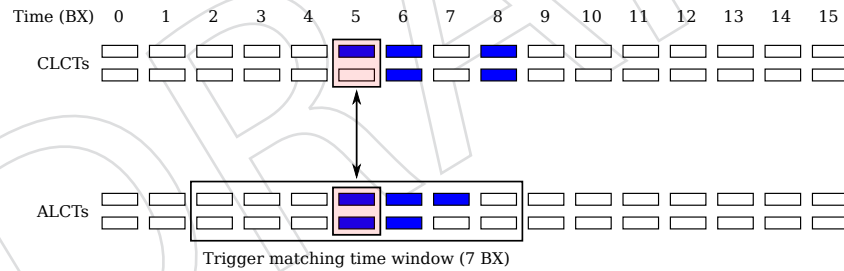 Time (BX) 0 1 2 3 4 5 6 7 8 9 10 11 12 13 14 15
CLCTs
ALCTs
Trigger matching time window (7 BX)